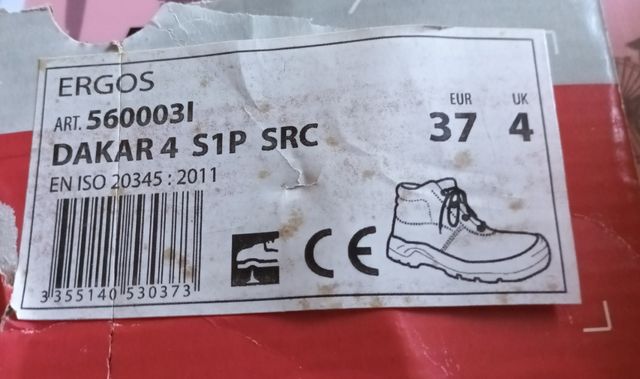 ERGOS
ART. 560003I
DAKAR 4 S1P SRC
EN ISO 20345 : 2011
EUR UK
37 4
CE
3 355140 530373